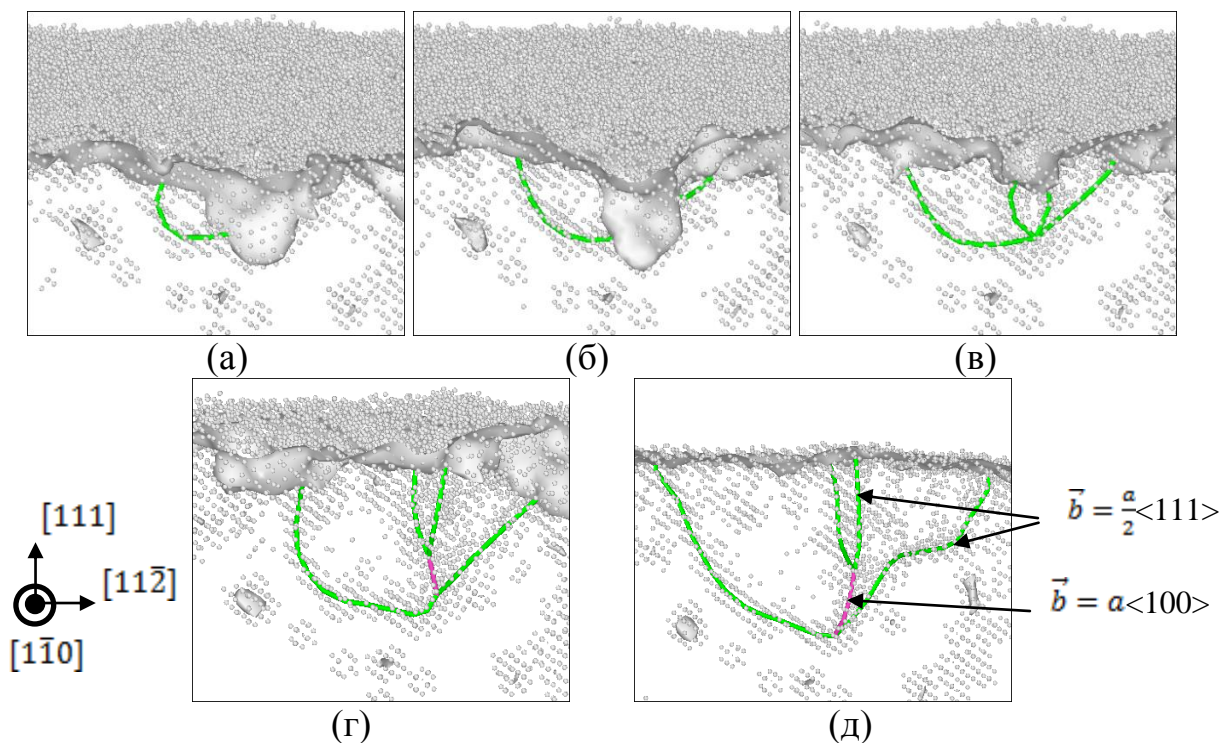 (а)
(б)
(в)
[111]
[112̅]
[11̅0]
b⃗ = a/2<111>
b⃗ = a<100>
(г)
(д)